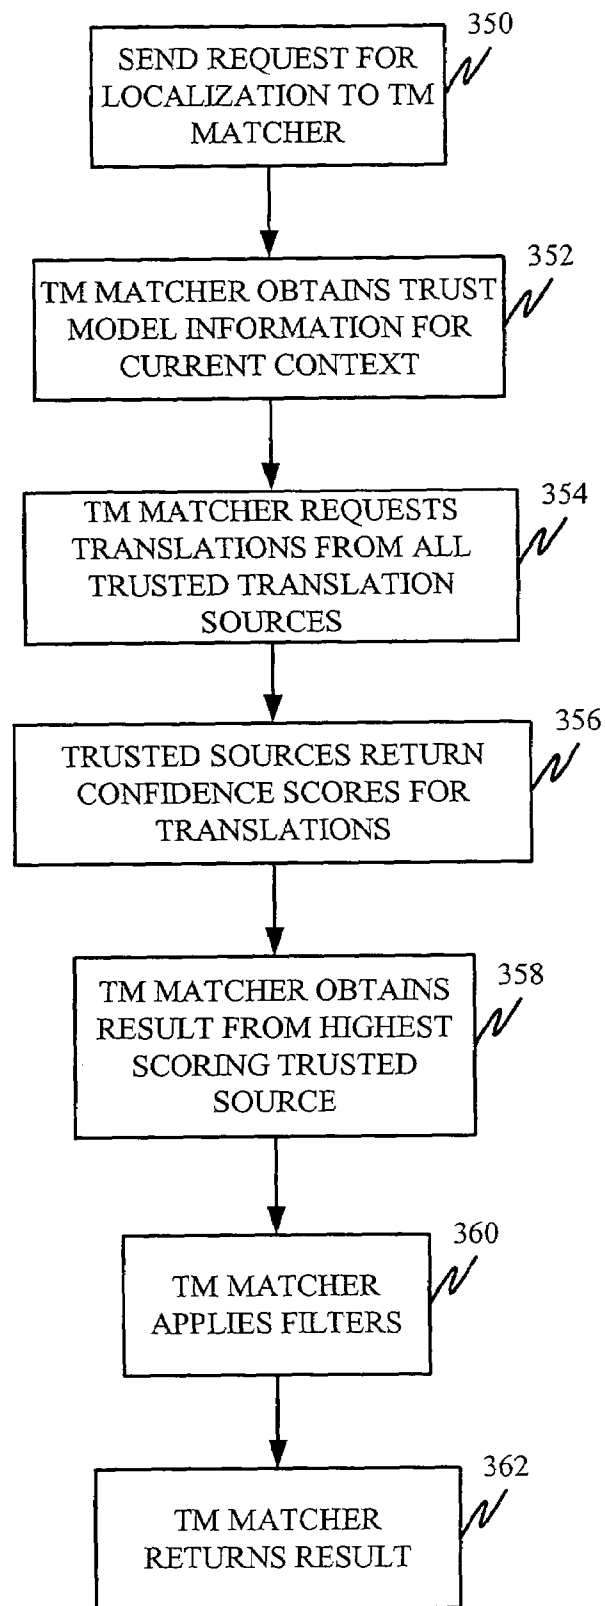 350
SEND REQUEST FOR
LOCALIZATION TO TM
MATCHER
352
TM MATCHER OBTAINS TRUST
MODEL INFORMATION FOR
CURRENT CONTEXT
354
TM MATCHER REQUESTS
TRANSLATIONS FROM ALL
TRUSTED TRANSLATION
SOURCES
356
TRUSTED SOURCES RETURN
CONFIDENCE SCORES FOR
TRANSLATIONS
358
TM MATCHER OBTAINS
RESULT FROM HIGHEST
SCORING TRUSTED
SOURCE
360
TM MATCHER
APPLIES FILTERS
362
TM MATCHER
RETURNS RESULT